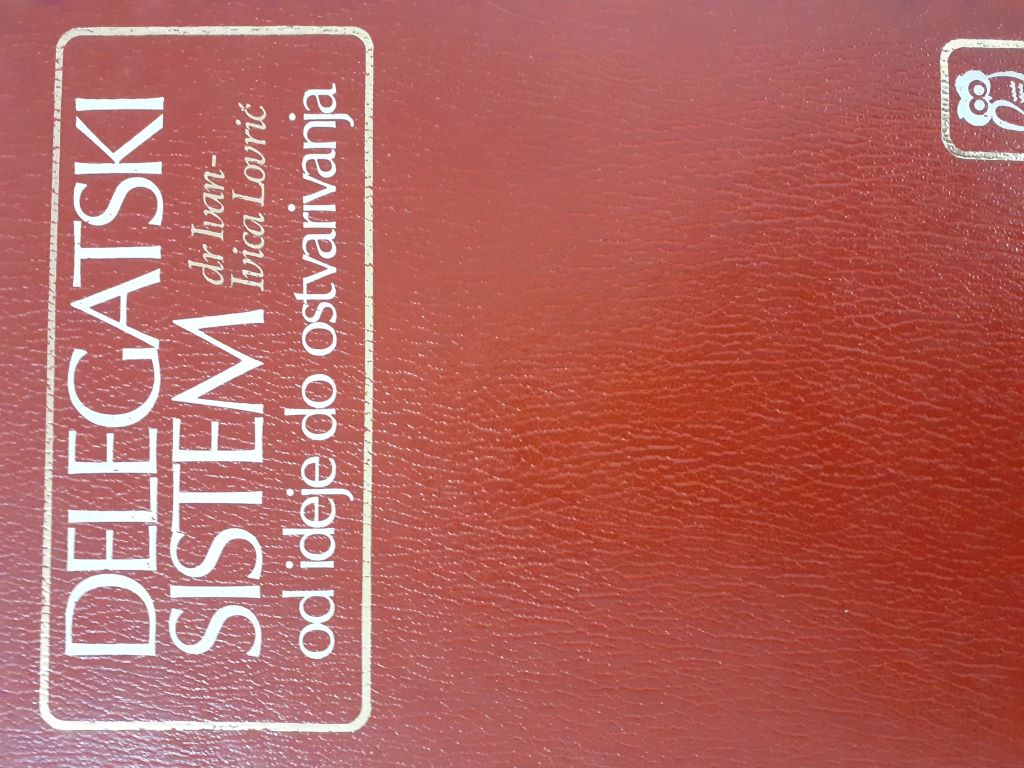 DELEGATSKI
SISTEM
dr Ivan-
Ivica Lovrić
od ideje do ostvarivanja